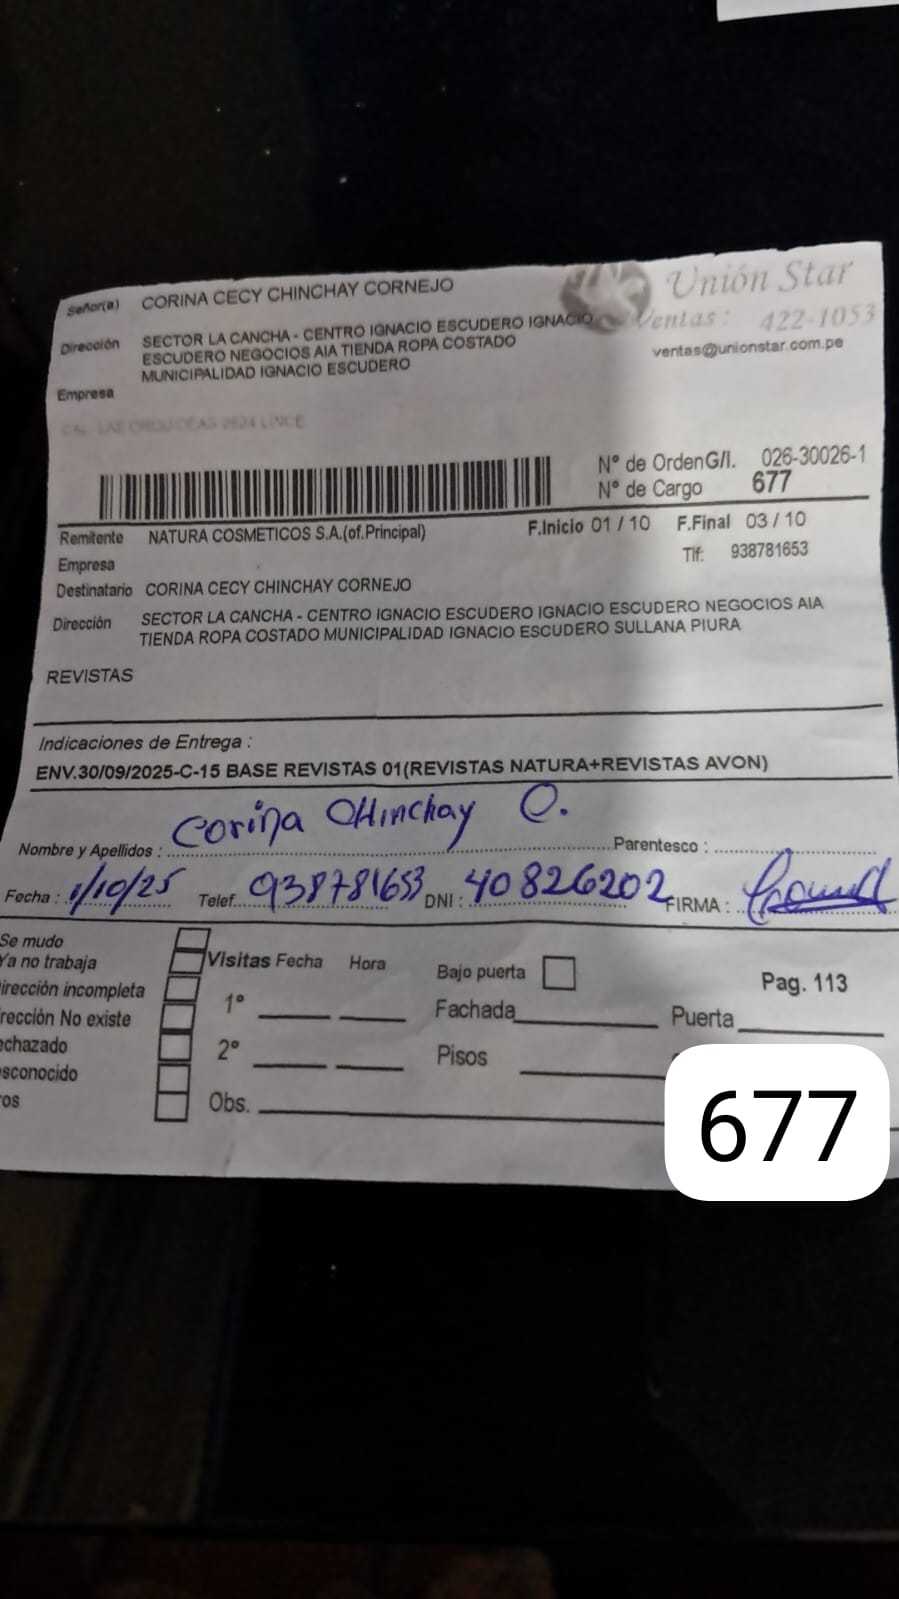 Señor(a) CORINA CECY CHINCHAY CORNEJO
Unión Star
Ventas: 422-1053
ventas@unionstar.com.pe
Dirección SECTOR LA CANCHA - CENTRO IGNACIO ESCUDERO IGNACIO
ESCUDERO NEGOCIOS AIA TIENDA ROPA COSTADO
MUNICIPALIDAD IGNACIO ESCUDERO
Empresa
CAL. LAS ORQUIDEAS 2624 LINCE
N° de Orden G/I. 026-30026-1
N° de Cargo 677
Remitente NATURA COSMETICOS S.A.(of.Principal) F.Inicio 01 / 10 F.Final 03 / 10
Empresa Tlf: 938781653
Destinatario CORINA CECY CHINCHAY CORNEJO
Dirección SECTOR LA CANCHA - CENTRO IGNACIO ESCUDERO IGNACIO ESCUDERO NEGOCIOS AIA
TIENDA ROPA COSTADO MUNICIPALIDAD IGNACIO ESCUDERO SULLANA PIURA
REVISTAS
Indicaciones de Entrega :
ENV.30/09/2025-C-15 BASE REVISTAS 01(REVISTAS NATURA+REVISTAS AVON)
Nombre y Apellidos : Corina Chinchay C. Parentesco :
Fecha : 1/10/25 Telef. 938781653 DNI : 40826202 FIRMA :
Se mudo
Ya no trabaja
irección incompleta
rección No existe
echazado
sconocido
ros
Visitas Fecha Hora
1°
2°
Obs.
Bajo puerta
Fachada
Pisos
Pag. 113
Puerta
677